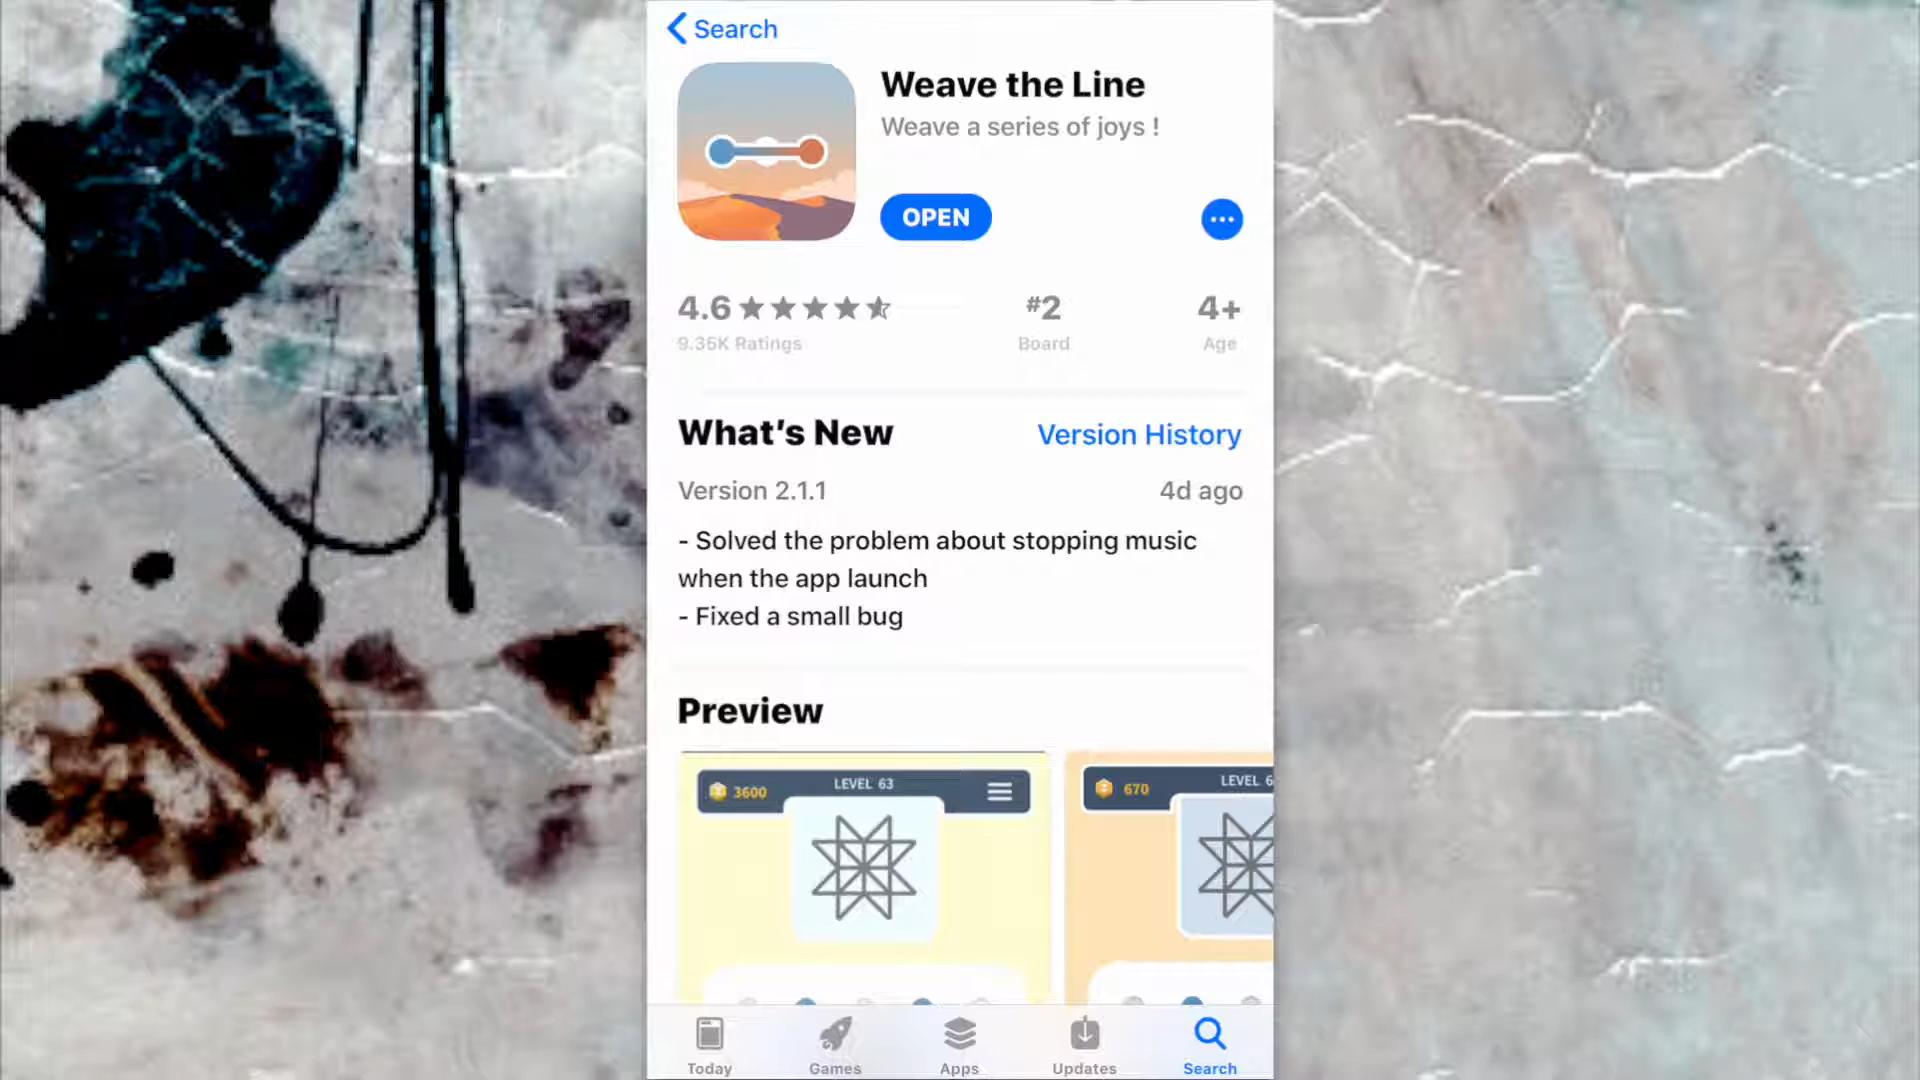 Search
Weave the Line
Weave a series of joys !
OPEN
4.6
#2
4+
9.35K Ratings
Board
Age
What's New
Version History
Version 2.1.1
4d ago
- Solved the problem about stopping music
when the app launch
- Fixed a small bug
Preview
3600
LEVEL 63
670
LEVEL 6
Today
Games
Apps
Updates
Search